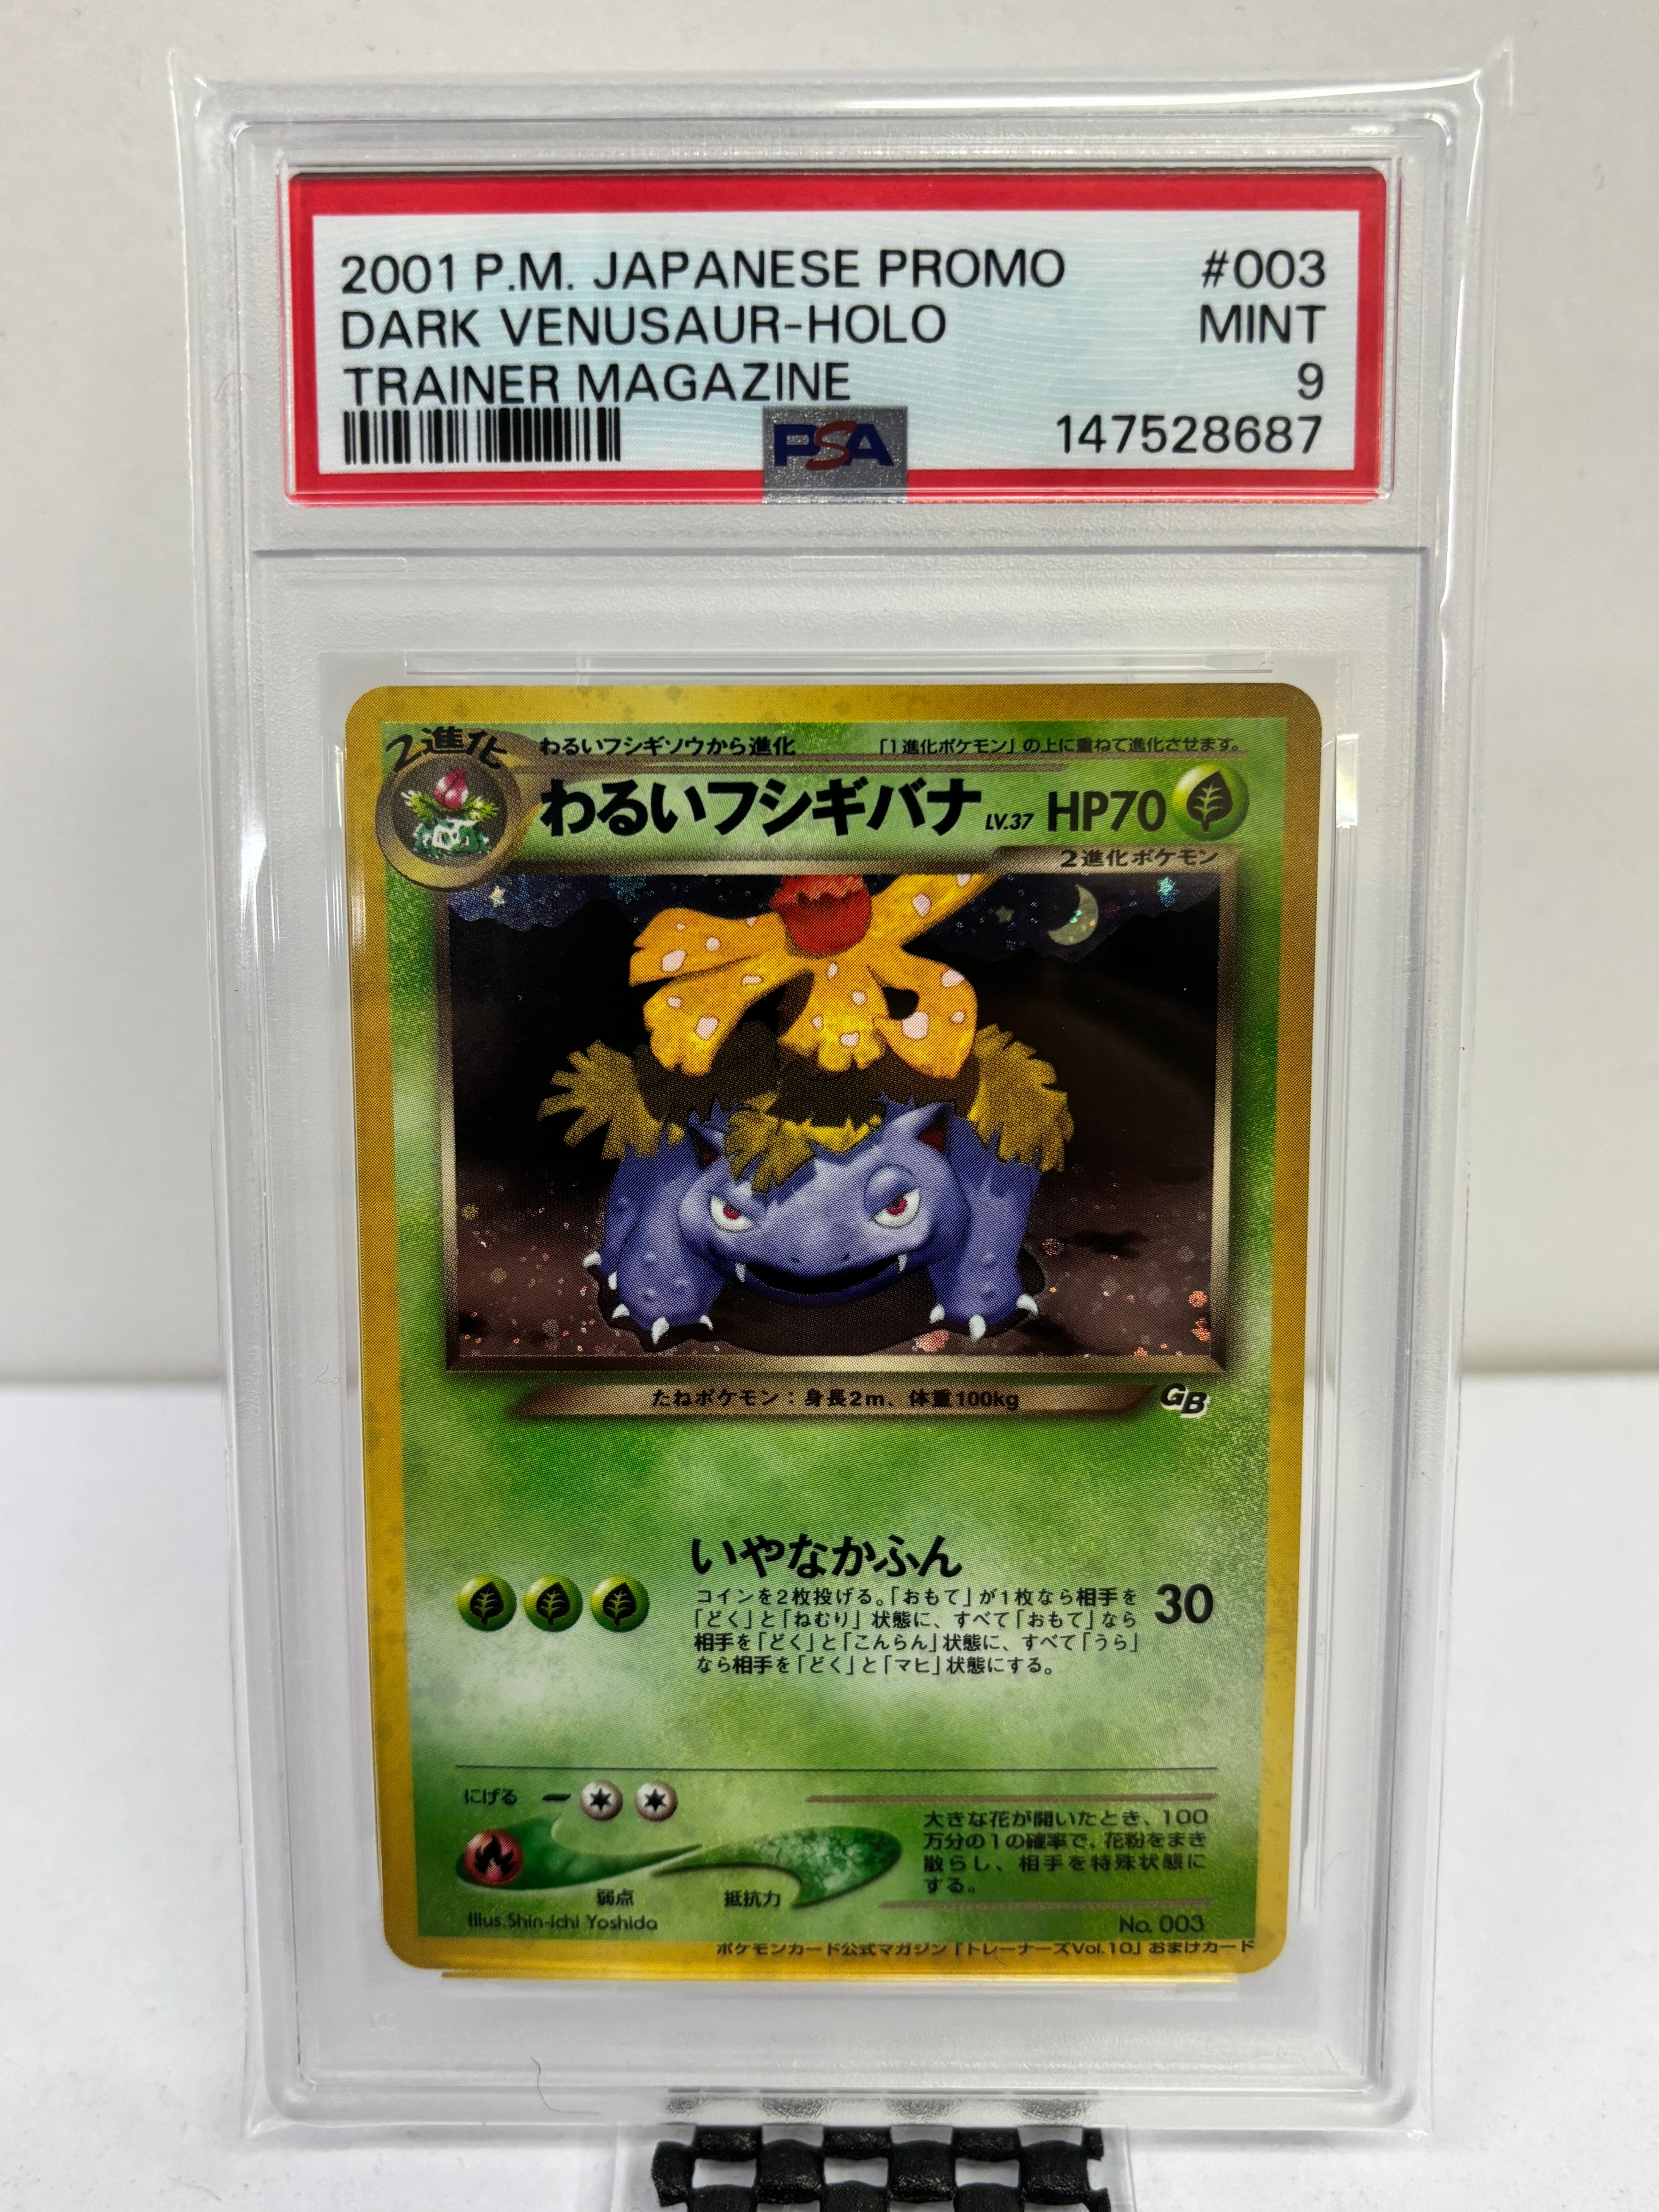 2001 P.M. JAPANESE PROMO #003
DARK VENUSAUR-HOLO MINT
TRAINER MAGAZINE 9
PSA 147528687
2進化 わるいフシギソウから進化 「1進化ポケモン」の上に重ねて進化させます。
わるいフシギバナ LV.37 HP70
2進化ポケモン
たねポケモン：身長2m、体重100kg
GB
いやなかふん
コインを2枚投げる。「おもて」が1枚なら相手を 30
「どく」と「ねむり」状態に、すべて「おもて」なら
相手を「どく」と「こんらん」状態に、すべて「うら」
なら相手を「どく」と「マヒ」状態にする。
にげる
大きな花が開いたとき、100
万分の1の確率で、花粉をまき
散らし、相手を特殊状態に
する。
弱点 抵抗力
Illus.Shin-ichi Yoshida No. 003
ポケモンカード公式マガジン「トレーナーズVol.10」おまけカード